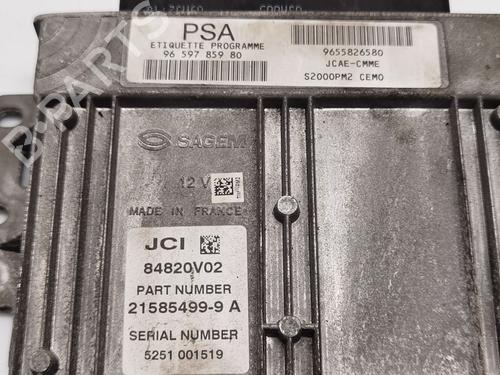 PSA
ETIQUETTE PROGRAMME
96 597 859 80
9655826580
JCAE-CMME
S2000PM2 CEMO
SAGEM
12 V
MADE IN FRANCE
JCI
84820V02
PART NUMBER
21585499-9 A
SERIAL NUMBER
5251 001519